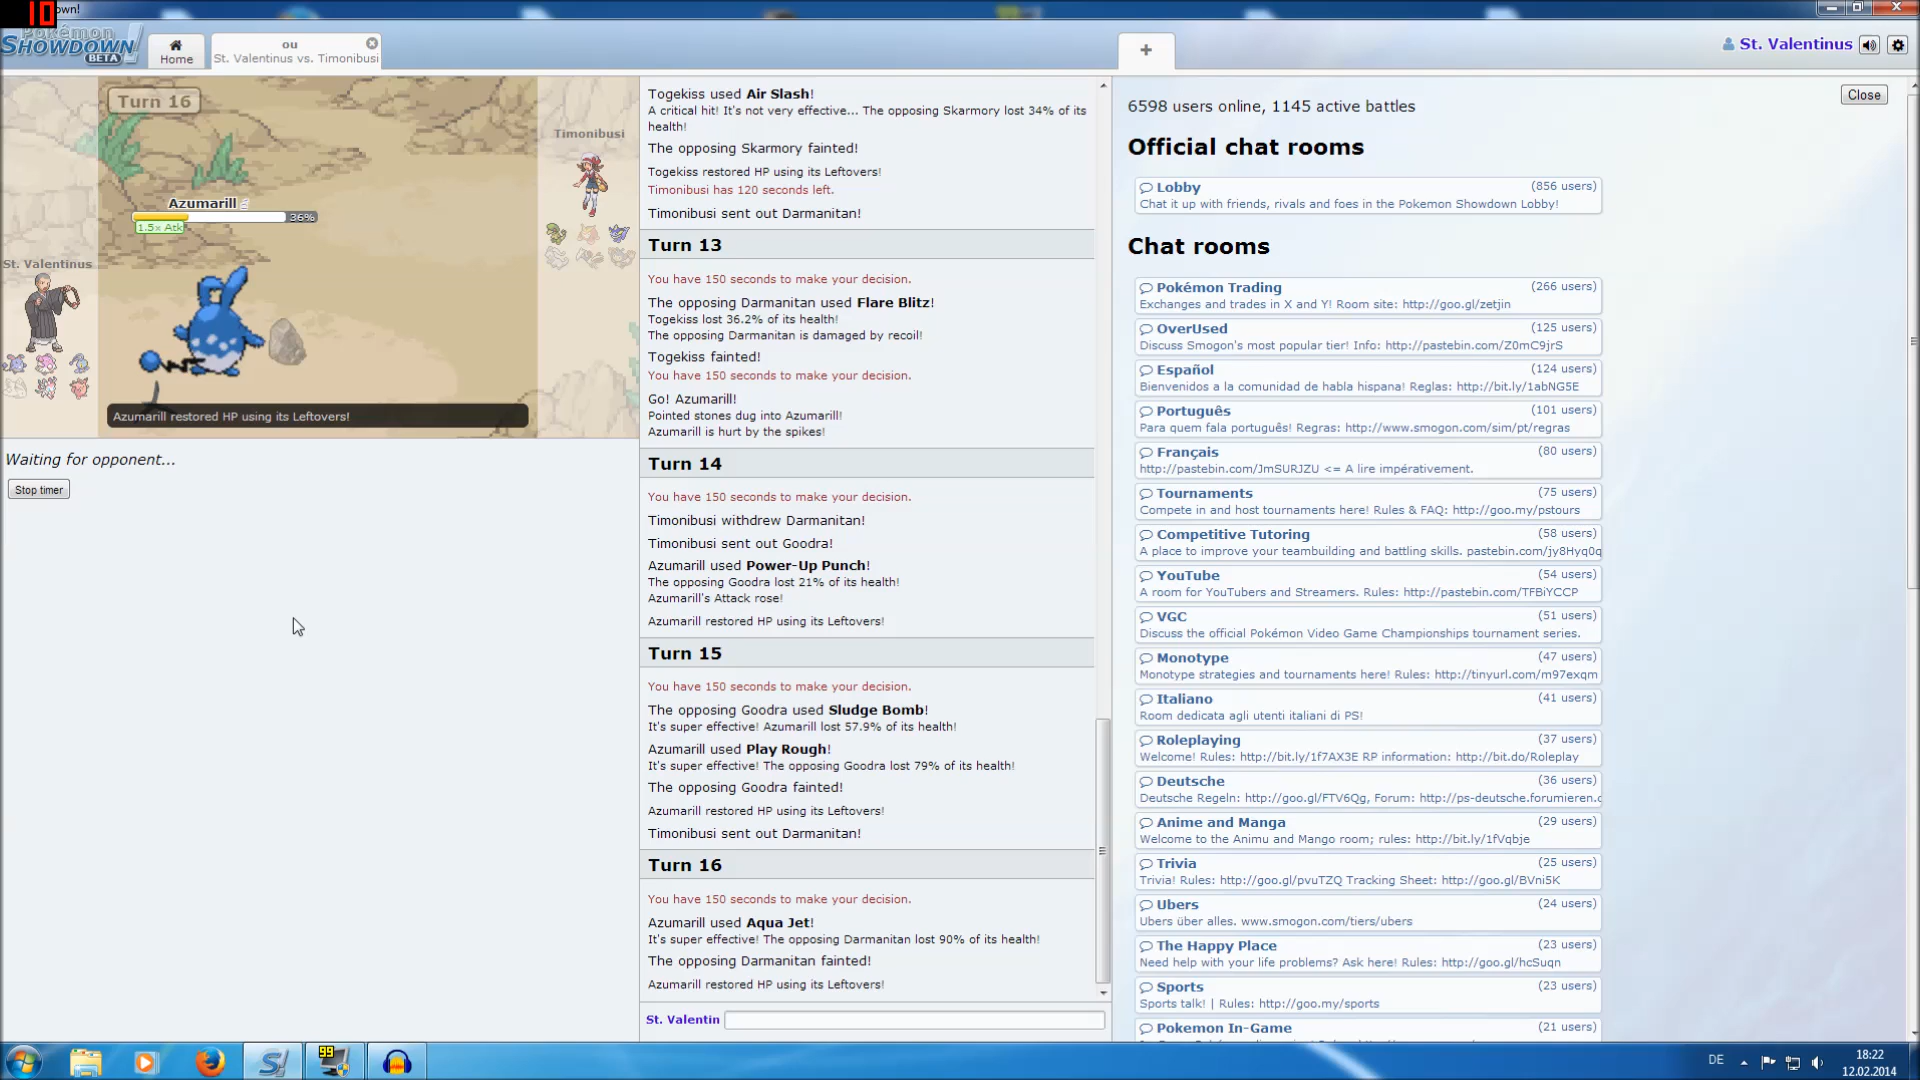 10
own!
Pokémon
SHOWDOWN!
BETA
Home
ou
St. Valentinus vs. Timonibusi
+
St. Valentinus
Turn 16
Timonibusi
Azumarill
36%
1.5x Atk
St. Valentinus
Azumarill restored HP using its Leftovers!
Waiting for opponent...
Stop timer
Togekiss used Air Slash!
A critical hit! It's not very effective... The opposing Skarmory lost 34% of its
health!
The opposing Skarmory fainted!
Togekiss restored HP using its Leftovers!
Timonibusi has 120 seconds left.
Timonibusi sent out Darmanitan!
Turn 13
You have 150 seconds to make your decision.
The opposing Darmanitan used Flare Blitz!
Togekiss lost 36.2% of its health!
The opposing Darmanitan is damaged by recoil!
Togekiss fainted!
You have 150 seconds to make your decision.
Go! Azumarill!
Pointed stones dug into Azumarill!
Azumarill is hurt by the spikes!
Turn 14
You have 150 seconds to make your decision.
Timonibusi withdrew Darmanitan!
Timonibusi sent out Goodra!
Azumarill used Power-Up Punch!
The opposing Goodra lost 21% of its health!
Azumarill's Attack rose!
Azumarill restored HP using its Leftovers!
Turn 15
You have 150 seconds to make your decision.
The opposing Goodra used Sludge Bomb!
It's super effective! Azumarill lost 57.9% of its health!
Azumarill used Play Rough!
It's super effective! The opposing Goodra lost 79% of its health!
The opposing Goodra fainted!
Azumarill restored HP using its Leftovers!
Timonibusi sent out Darmanitan!
Turn 16
You have 150 seconds to make your decision.
Azumarill used Aqua Jet!
It's super effective! The opposing Darmanitan lost 90% of its health!
The opposing Darmanitan fainted!
Azumarill restored HP using its Leftovers!
St. Valentin
6598 users online, 1145 active battles
Close
Official chat rooms
Lobby (856 users)
Chat it up with friends, rivals and foes in the Pokemon Showdown Lobby!
Chat rooms
Pokémon Trading (266 users)
Exchanges and trades in X and Y! Room site: http://goo.gl/zetjin
OverUsed (125 users)
Discuss Smogon's most popular tier! Info: http://pastebin.com/Z0mC9jrS
Español (124 users)
Bienvenidos a la comunidad de habla hispana! Reglas: http://bit.ly/1abNG5E
Português (101 users)
Para quem fala português! Regras: http://www.smogon.com/sim/pt/regras
Français (80 users)
http://pastebin.com/JmSURJZU <= A lire impérativement.
Tournaments (75 users)
Compete in and host tournaments here! Rules & FAQ: http://goo.my/pstours
Competitive Tutoring (58 users)
A place to improve your teambuilding and battling skills. pastebin.com/jy8Hyq0q
YouTube (54 users)
A room for YouTubers and Streamers. Rules: http://pastebin.com/TFBiYCCP
VGC (51 users)
Discuss the official Pokémon Video Game Championships tournament series.
Monotype (47 users)
Monotype strategies and tournaments here! Rules: http://tinyurl.com/m97exqm
Italiano (41 users)
Room dedicata agli utenti italiani di PS!
Roleplaying (37 users)
Welcome! Rules: http://bit.ly/1f7AX3E RP information: http://bit.do/Roleplay
Deutsche (36 users)
Deutsche Regeln: http://goo.gl/FTV6Qg, Forum: http://ps-deutsche.forumieren.c
Anime and Manga (29 users)
Welcome to the Animu and Mango room; rules: http://bit.ly/1fVqbje
Trivia (25 users)
Trivia! Rules: http://goo.gl/pvuTZQ Tracking Sheet: http://goo.gl/BVni5K
Ubers (24 users)
Ubers über alles. www.smogon.com/tiers/ubers
The Happy Place (23 users)
Need help with your life problems? Ask here! Rules: http://goo.gl/hcSuqn
Sports (23 users)
Sports talk! | Rules: http://goo.my/sports
Pokemon In-Game (21 users)
99
DE
18:22
12.02.2014